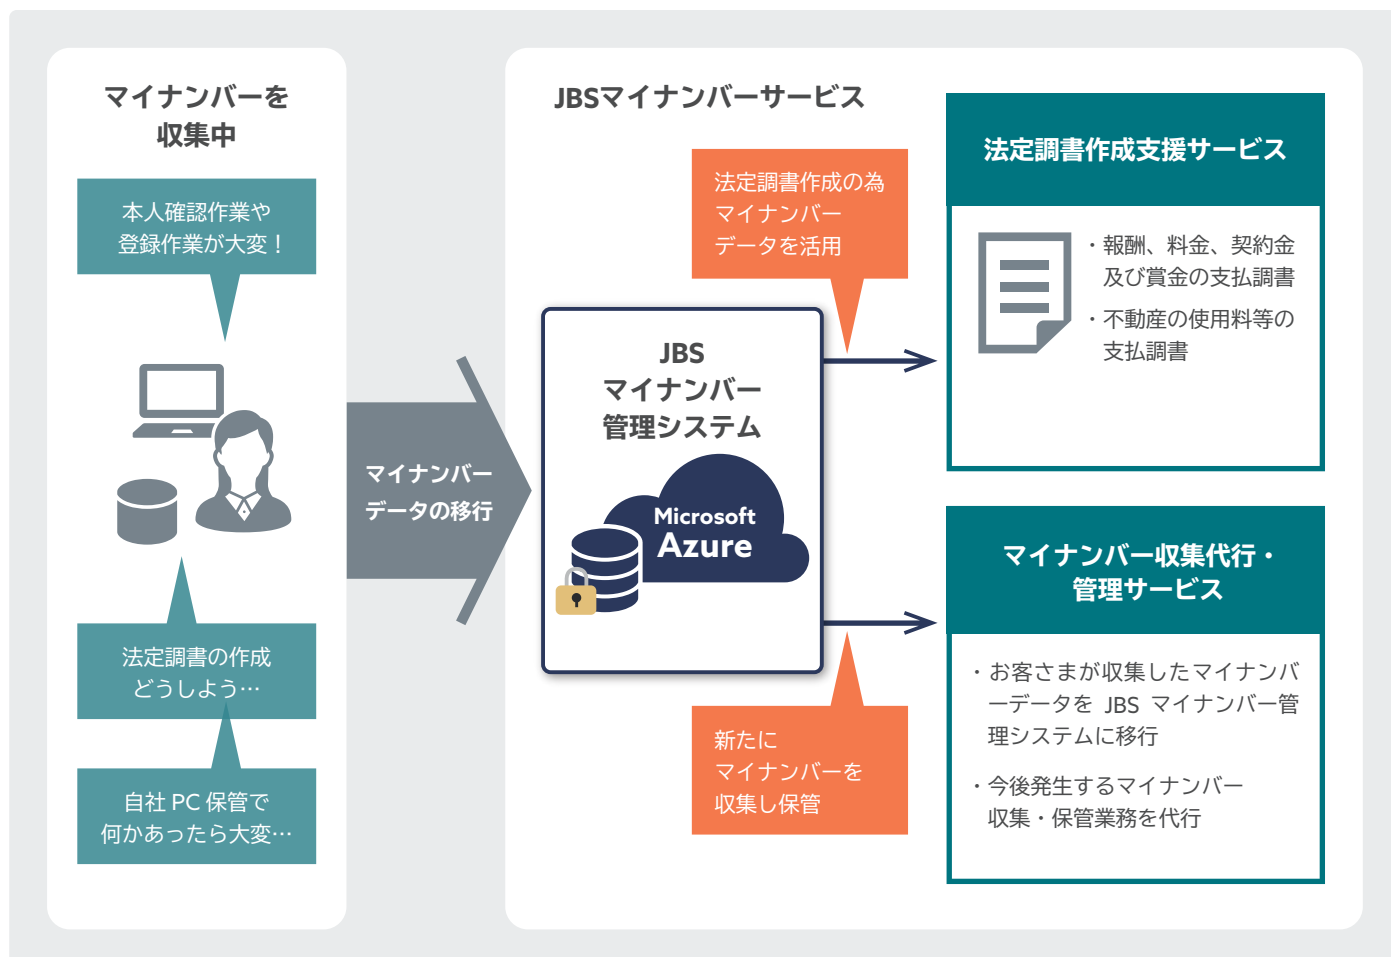 マイナンバーを
収集中
本人確認作業や
登録作業が大変！
法定調書の作成
どうしよう…
自社 PC 保管で
何かあったら大変…
マイナンバー
データの移行
JBSマイナンバーサービス
法定調書作成の為
マイナンバー
データを活用
JBS
マイナンバー
管理システム
Microsoft
Azure
新たに
マイナンバーを
収集し保管
法定調書作成支援サービス
・報酬、料金、契約金
及び賞金の支払調書
・不動産の使用料等の
支払調書
マイナンバー収集代行・
管理サービス
・お客さまが収集したマイナンバ
ーデータを JBS マイナンバー管
理システムに移行
・今後発生するマイナンバー
収集・保管業務を代行